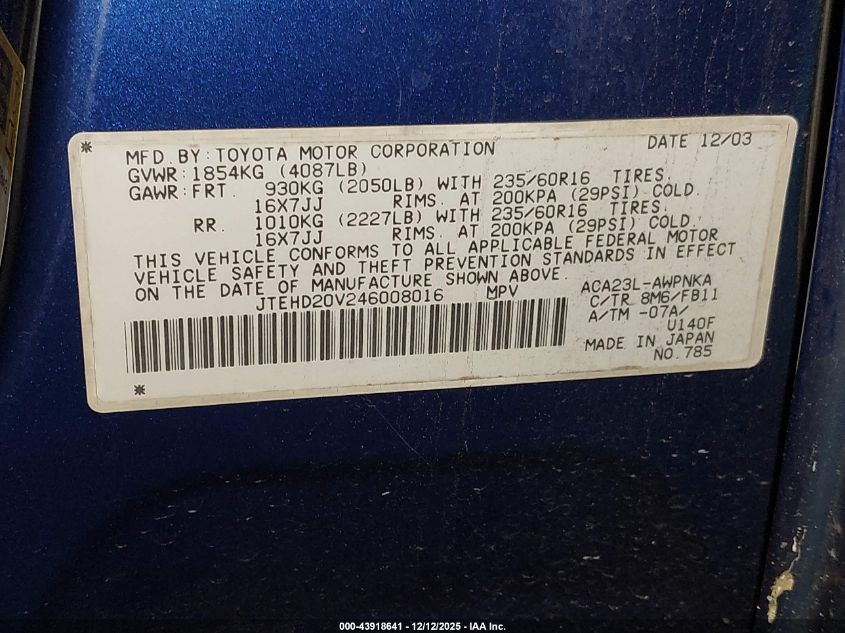 MFD.BY:TOYOTA MOTOR CORPORATION DATE 12/03
GVWR:1854KG (4087LB)
GAWR:FRT. 930KG (2050LB) WITH 235/60R16 TIRES.
16X7JJ RIMS. AT 200KPA (29PSI) COLD.
RR. 1010KG (2227LB) WITH 235/60R16 TIRES.
16X7JJ RIMS. AT 200KPA (29PSI) COLD.
THIS VEHICLE CONFORMS TO ALL APPLICABLE FEDERAL MOTOR
VEHICLE SAFETY AND THEFT PREVENTION STANDARDS IN EFFECT
ON THE DATE OF MANUFACTURE SHOWN ABOVE.
JTEHD20V246008016 MPV
ACA23L-AWPNKA
C/TR 8M6/FB11
A/TM -07A/
U140F
MADE IN JAPAN
NO.785
000-43918641 - 12/12/2025 - IAA Inc.